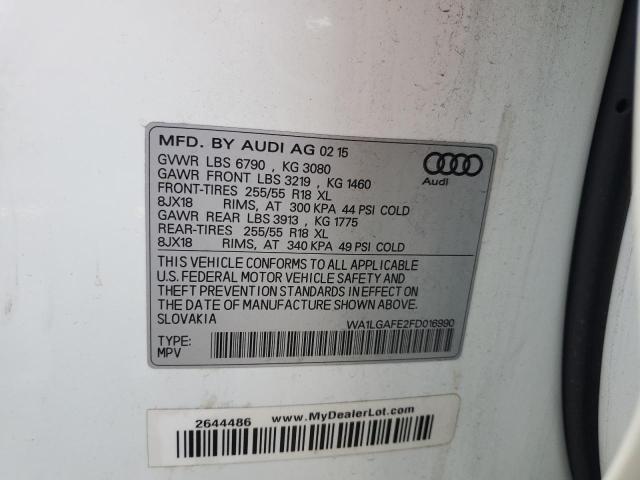 MFD. BY AUDI AG 02 15
GVWR LBS 6790 , KG 3080
GAWR FRONT LBS 3219 , KG 1460
FRONT-TIRES 255/55 R18 XL
8JX18 RIMS, AT 300 KPA 44 PSI COLD
GAWR REAR LBS 3913 , KG 1775
REAR-TIRES 255/55 R18 XL
8JX18 RIMS, AT 340 KPA 49 PSI COLD
Audi
THIS VEHICLE CONFORMS TO ALL APPLICABLE
U.S. FEDERAL MOTOR VEHICLE SAFETY AND
THEFT PREVENTION STANDARDS IN EFFECT ON
THE DATE OF MANUFACTURE SHOWN ABOVE.
SLOVAKIA WA1LGAFE2FD016990
TYPE:
MPV
2644486 www.MyDealerLot.com